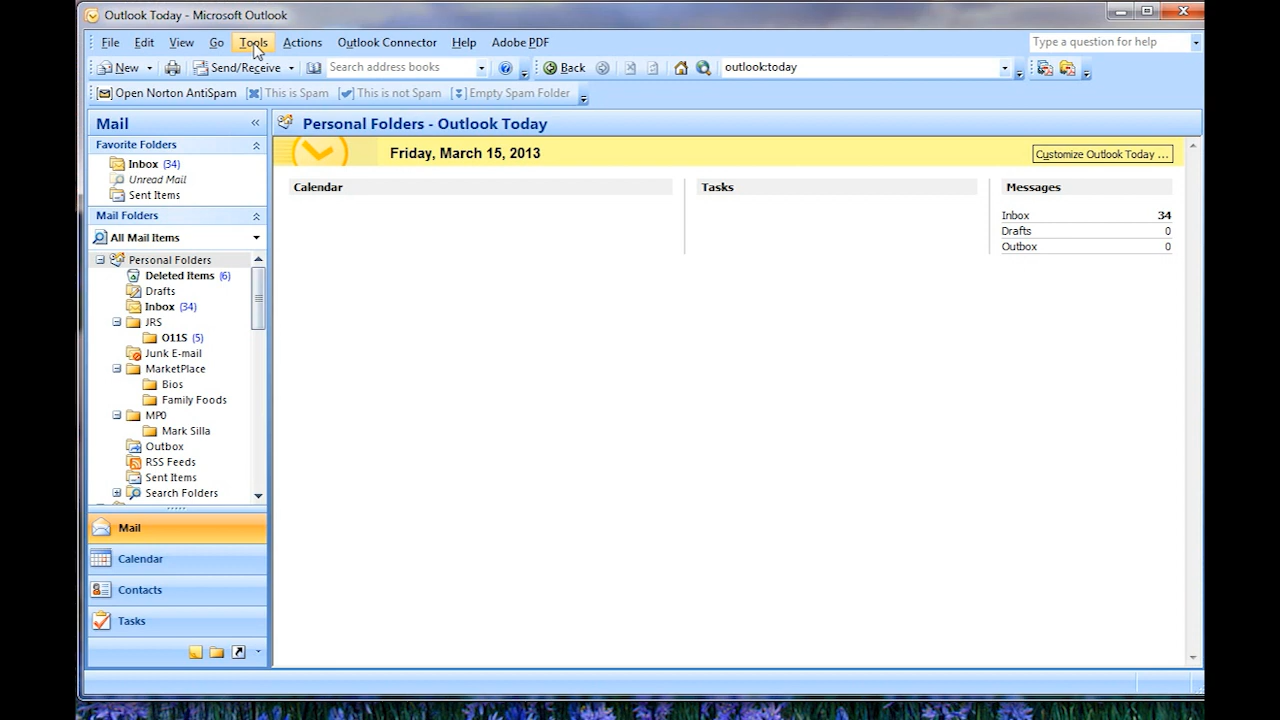 Outlook Today - Microsoft Outlook
File Edit View Go Tools Actions Outlook Connector Help Adobe PDF Type a question for help
New Send/Receive Search address books Back outlook:today
Open Norton AntiSpam This is Spam This is not Spam Empty Spam Folder
Mail
Personal Folders - Outlook Today
Favorite Folders
Friday, March 15, 2013
Customize Outlook Today ...
Inbox (34)
Unread Mail
Sent Items
Calendar Tasks Messages
Mail Folders
Inbox 34
Drafts 0
Outbox 0
All Mail Items
Personal Folders
Deleted Items (6)
Drafts
Inbox (34)
JRS
O11S (5)
Junk E-mail
MarketPlace
Bios
Family Foods
MP0
Mark Silla
Outbox
RSS Feeds
Sent Items
Search Folders
Mail
Calendar
Contacts
Tasks